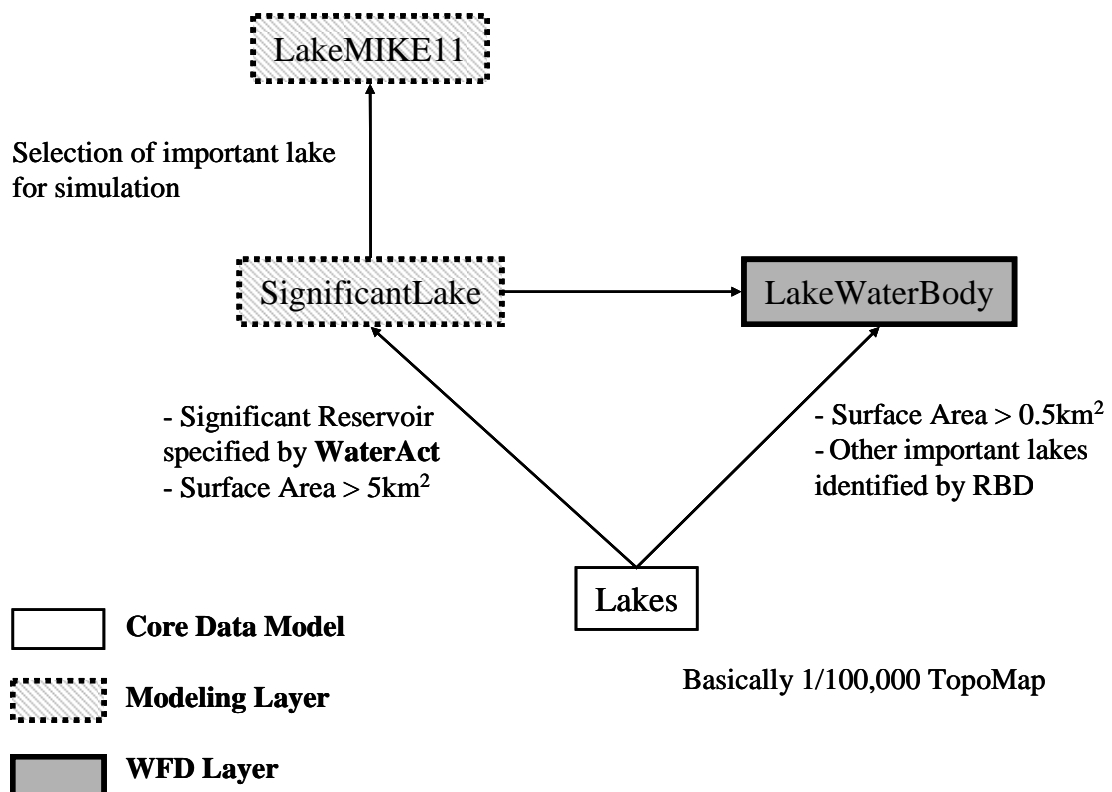 LakeMIKE11
Selection of important lake
for simulation
SignificantLake
LakeWaterBody
- Significant Reservoir
specified by WaterAct
- Surface Area > 5km²
- Surface Area > 0.5km²
- Other important lakes
identified by RBD
Lakes
Basically 1/100,000 TopoMap
Core Data Model
Modeling Layer
WFD Layer